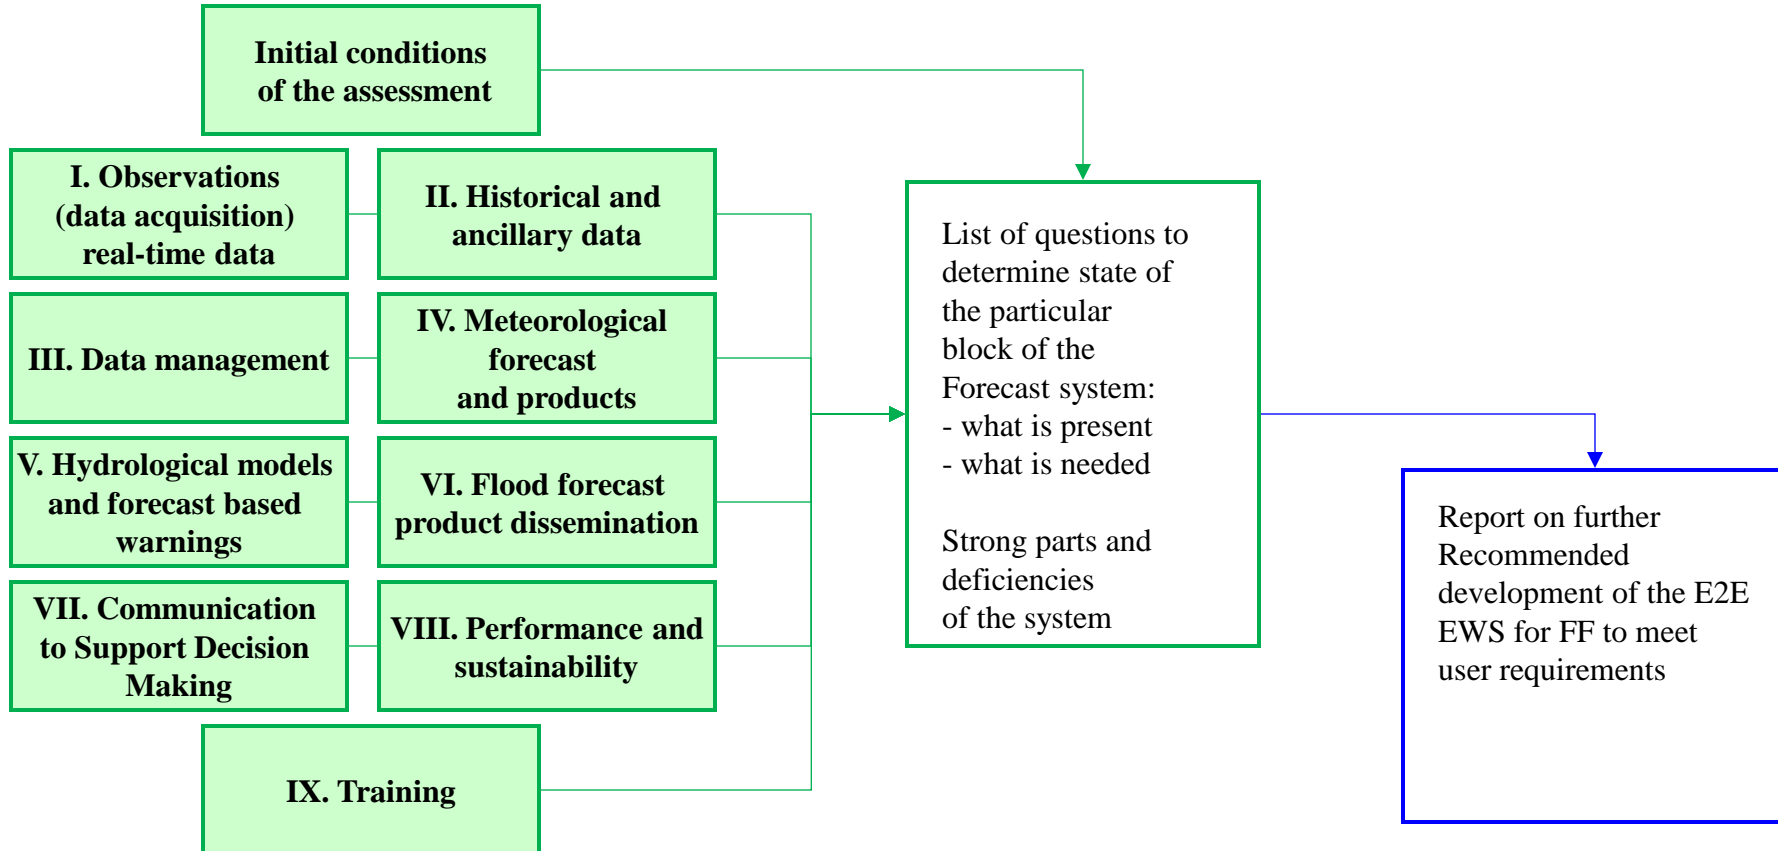 Initial conditions
of the assessment
I. Observations
(data acquisition)
real-time data
II. Historical and
ancillary data
III. Data management
IV. Meteorological
forecast
and products
V. Hydrological models
and forecast based
warnings
VI. Flood forecast
product dissemination
VII. Communication
to Support Decision
Making
VIII. Performance and
sustainability
IX. Training
List of questions to
determine state of
the particular
block of the
Forecast system:
- what is present
- what is needed
Strong parts and
deficiencies
of the system
Report on further
Recommended
development of the E2E
EWS for FF to meet
user requirements